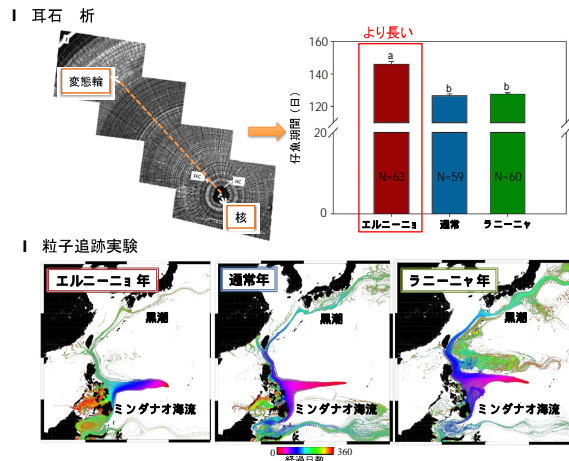 I 耳石 析
変態輪
核
より長い
仔魚期間（日）
160
140
120
20
0
a
b
b
N=63
N=59
N=60
エルニーニョ
通常
ラニーニャ
I 粒子追跡実験
エルニーニョ 年
黒潮
ミンダナオ海流
通常年
黒潮
ミンダナオ海流
ラニーニャ 年
黒潮
ミンダナオ海流
0
360
経過日数